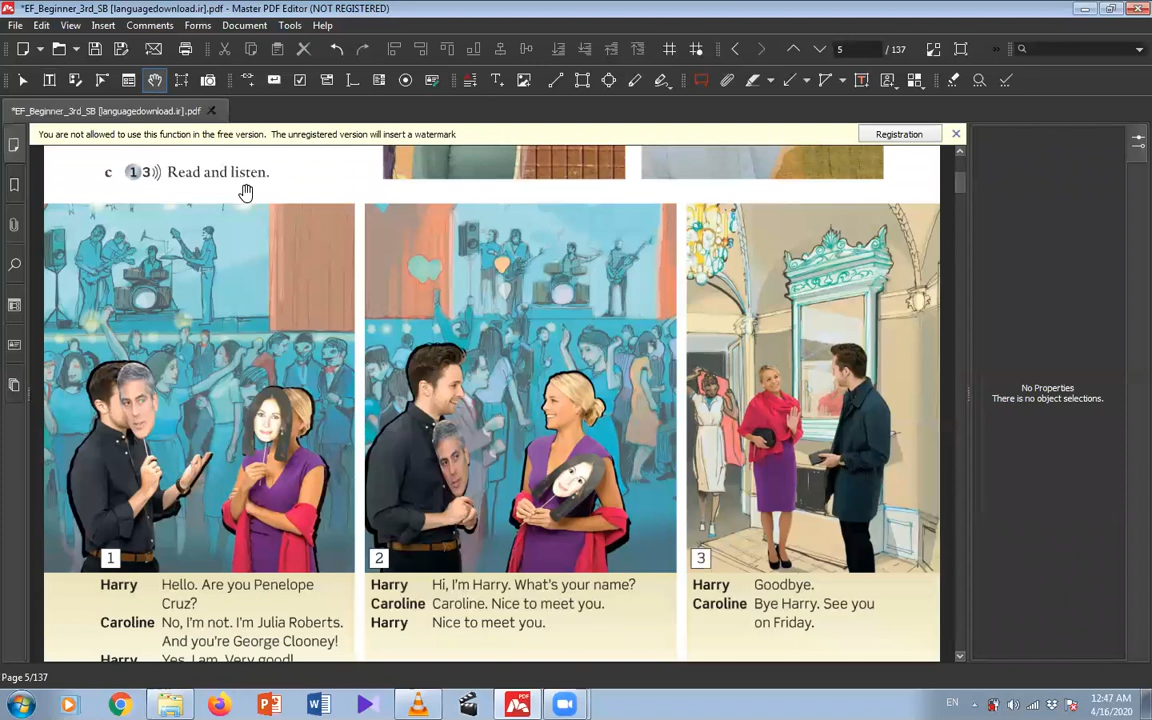 *EF_Beginner_3rd_SB [languagedownload.ir].pdf - Master PDF Editor (NOT REGISTERED)
File Edit View Insert Comments Forms Document Tools Help
5 / 137
*EF_Beginner_3rd_SB [languagedownload.ir].pdf
You are not allowed to use this function in the free version. The unregistered version will insert a watermark
Registration
c 1 3 Read and listen.
No Properties
There is no object selections.
1
Harry Hello. Are you Penelope
Cruz?
Caroline No, I'm not. I'm Julia Roberts.
And you're George Clooney!
Harry Yes, I am. Very good!
2
Harry Hi, I'm Harry. What's your name?
Caroline Caroline. Nice to meet you.
Harry Nice to meet you.
3
Harry Goodbye.
Caroline Bye Harry. See you
on Friday.
Page 5/137
EN
12:47 AM
4/16/2020